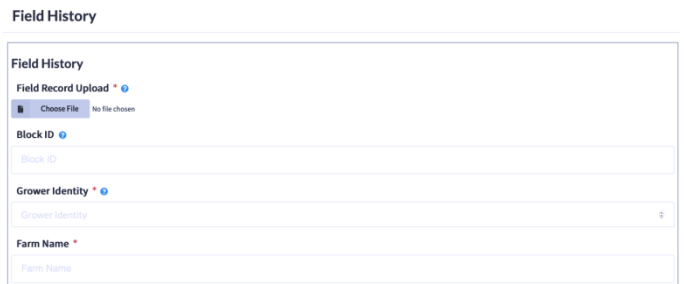 Field History
Field History
Field Record Upload *
Choose File No file chosen
Block ID
Block ID
Grower Identity *
Grower Identity
Farm Name *
Farm Name